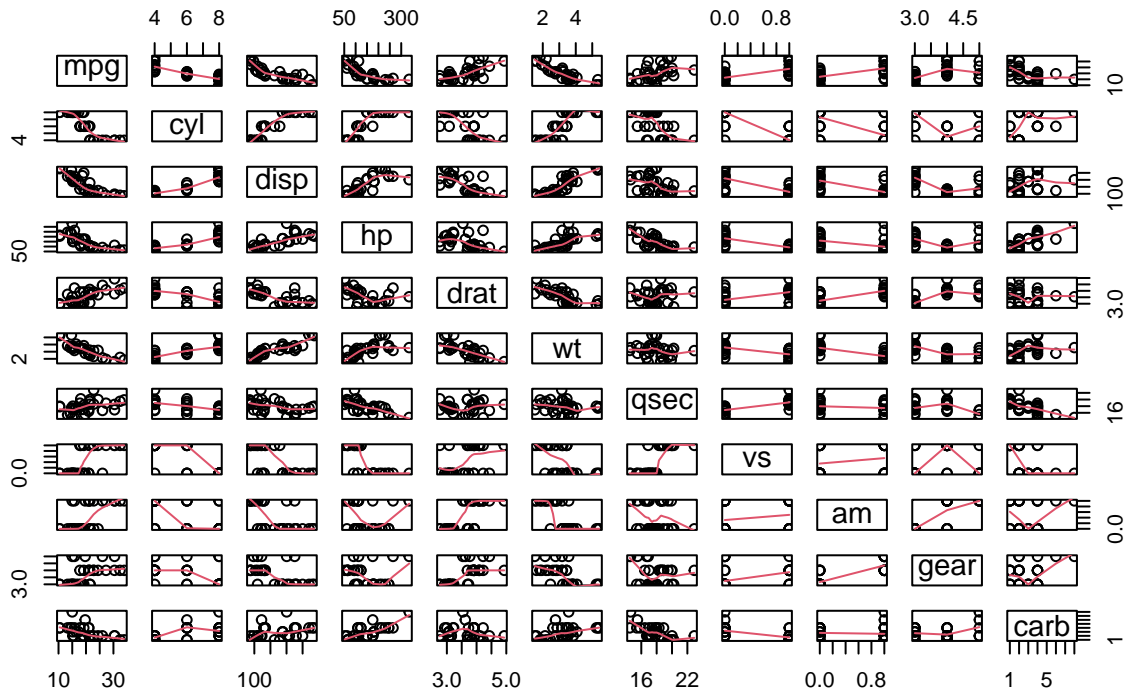 4 6 8 50 300 2 4 0.0 0.8 3.0 4.5
mpg 10
4 cyl
disp 100
50 hp
drat 3.0
2 wt
qsec 16
0.0 vs
am 0.0
3.0 gear
carb 1
10 30 100 3.0 5.0 16 22 0.0 0.8 1 5